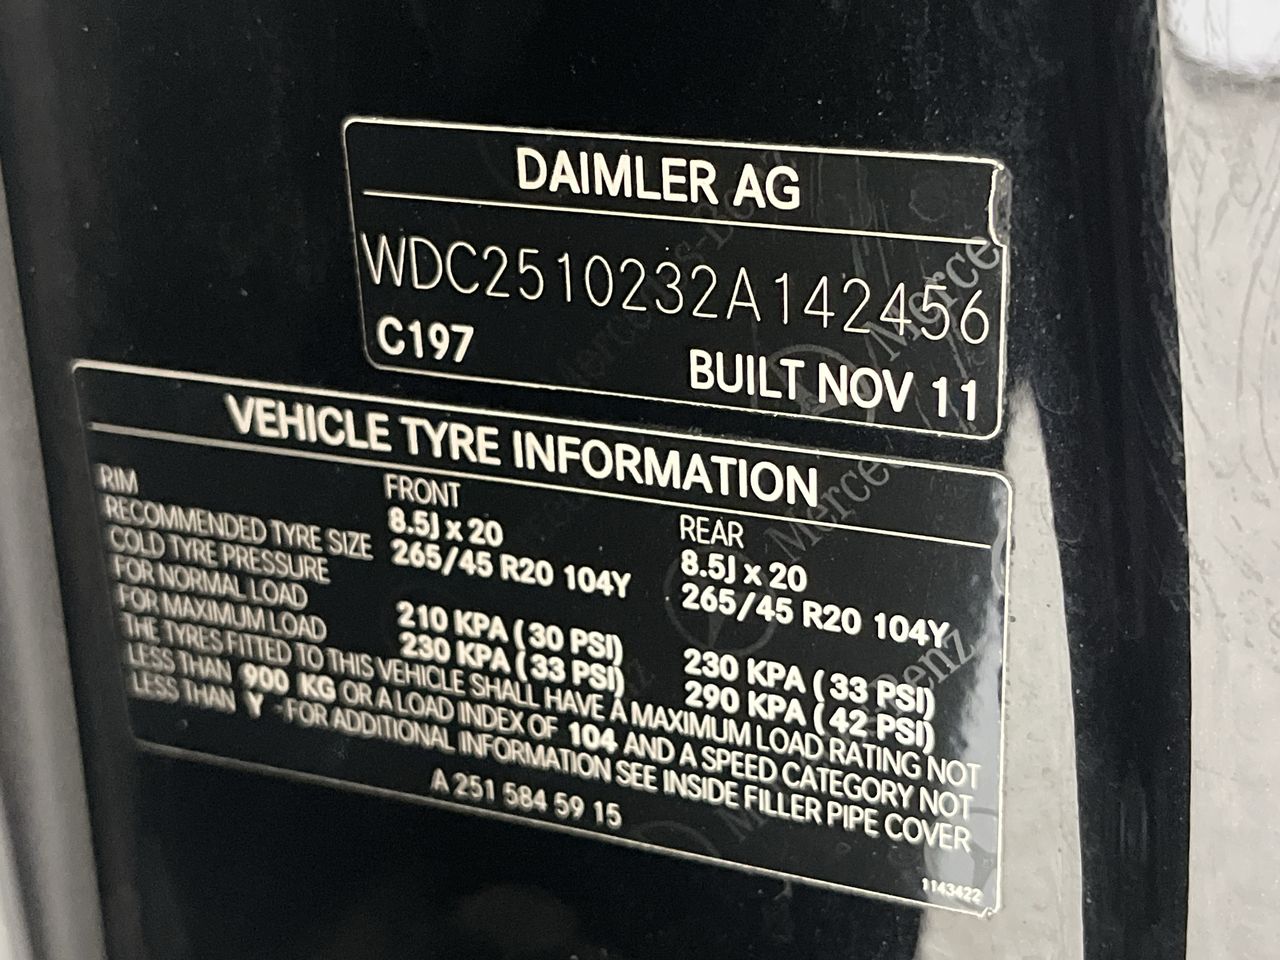 DAIMLER AG
WDC2510232A142456
C197
BUILT NOV 11
VEHICLE TYRE INFORMATION
FRONT REAR
RIM 8.5J x 20 8.5J x 20
RECOMMENDED TYRE SIZE 265/45 R20 104Y 265/45 R20 104Y
COLD TYRE PRESSURE
FOR NORMAL LOAD 210 KPA (30 PSI) 230 KPA (33 PSI)
FOR MAXIMUM LOAD 230 KPA (33 PSI) 290 KPA (42 PSI)
THE TYRES FITTED TO THIS VEHICLE SHALL HAVE A MAXIMUM LOAD RATING NOT
LESS THAN 900 KG OR A LOAD INDEX OF 104 AND A SPEED CATEGORY NOT
LESS THAN Y -FOR ADDITIONAL INFORMATION SEE INSIDE FILLER PIPE COVER
A 251 584 59 15
1143422